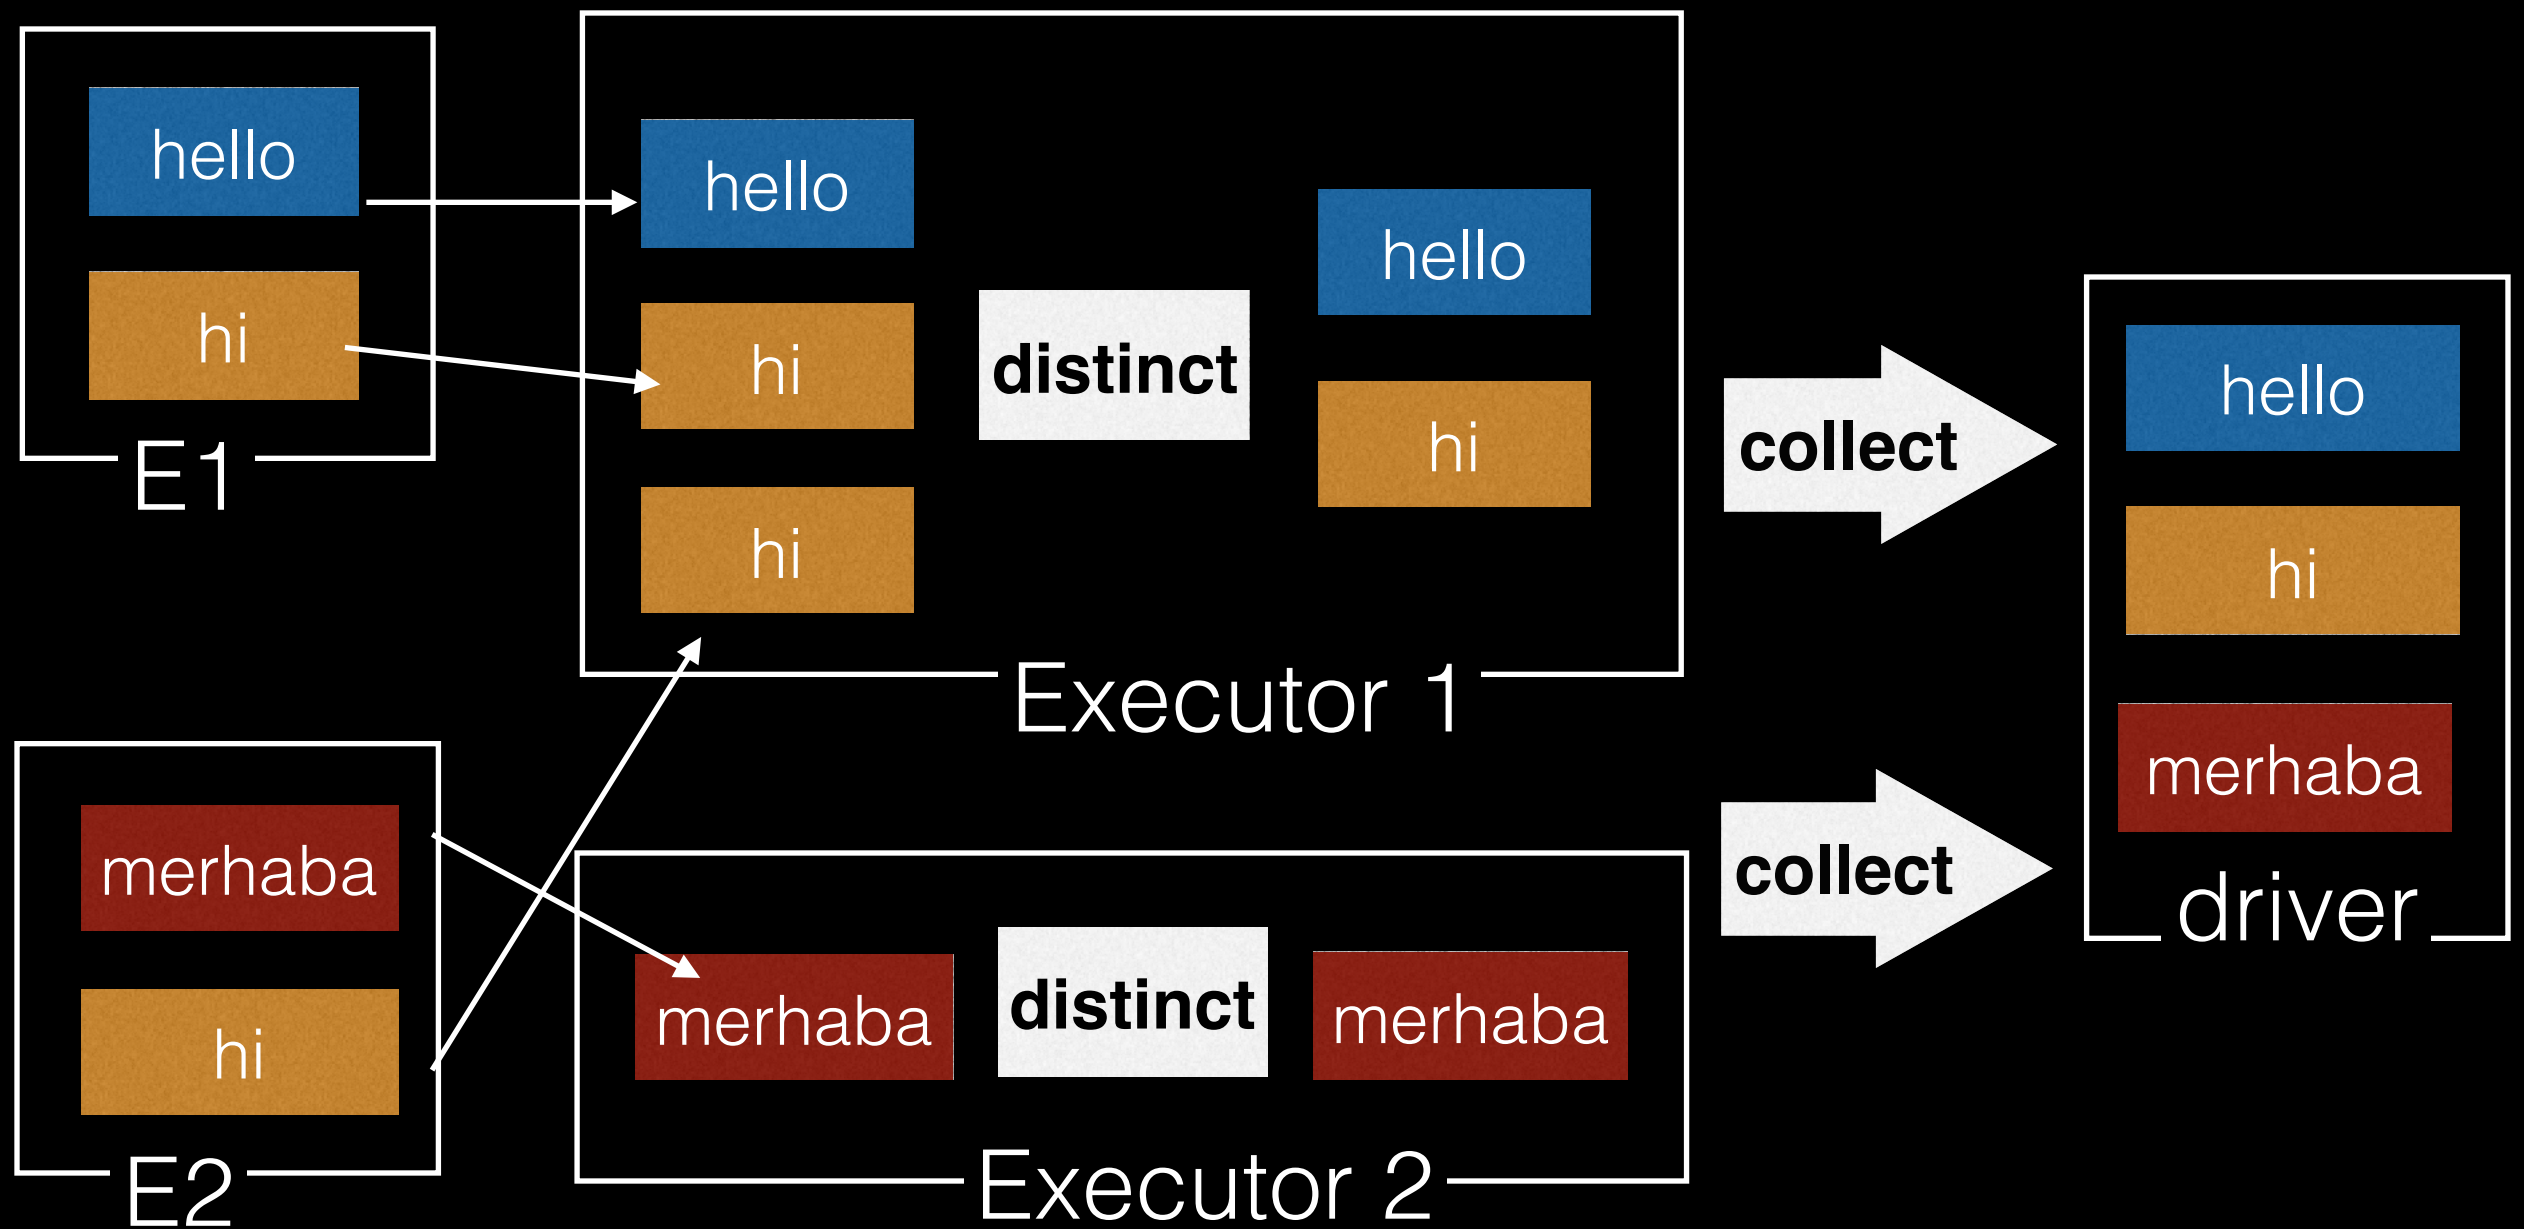 hello
hi
E1
merhaba
hi
E2
hello
hi
hi
distinct
hello
hi
Executor 1
merhaba
distinct
merhaba
Executor 2
collect
collect
hello
hi
merhaba
driver